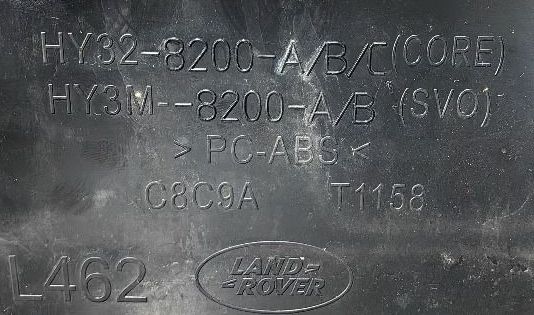 HY32-8200-A/B/C (CORE)
HY3M--8200-A/B (SVO)
> PC-ABS <
C8C9A T1158
L462 LAND-
ROVER